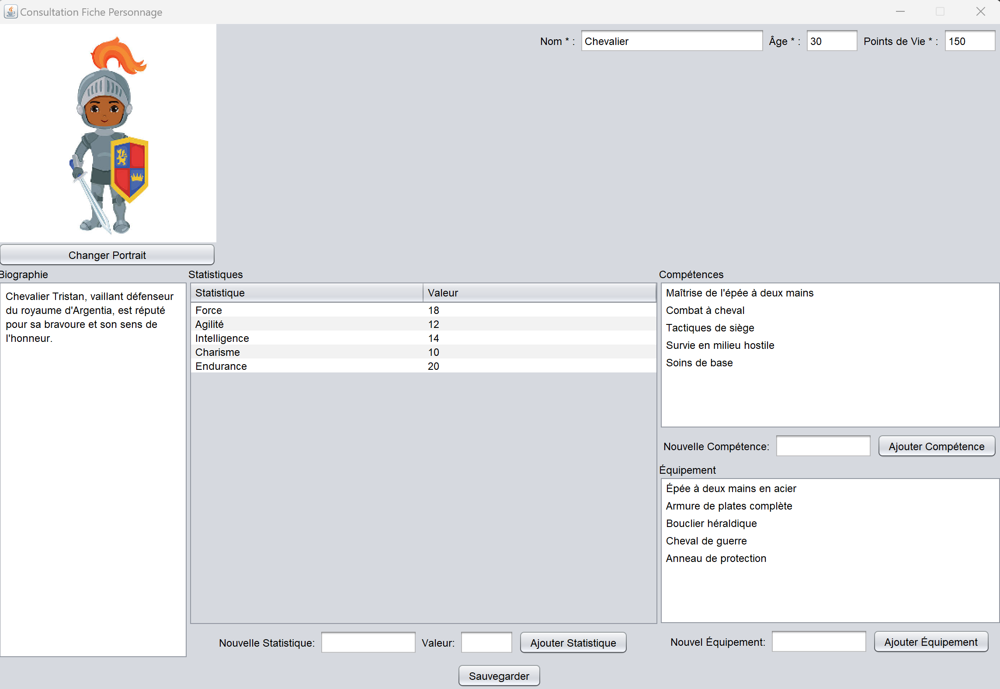 Consultation Fiche Personnage
Nom * : Chevalier Âge * : 30 Points de Vie * : 150
Changer Portrait
Biographie
Chevalier Tristan, vaillant défenseur
du royaume d'Argentia, est réputé
pour sa bravoure et son sens de
l'honneur.
Statistiques
Statistique Valeur
Force 18
Agilité 12
Intelligence 14
Charisme 10
Endurance 20
Nouvelle Statistique: Valeur: Ajouter Statistique
Compétences
Maîtrise de l'épée à deux mains
Combat à cheval
Tactiques de siège
Survie en milieu hostile
Soins de base
Nouvelle Compétence: Ajouter Compétence
Équipement
Épée à deux mains en acier
Armure de plates complète
Bouclier héraldique
Cheval de guerre
Anneau de protection
Nouvel Équipement: Ajouter Équipement
Sauvegarder